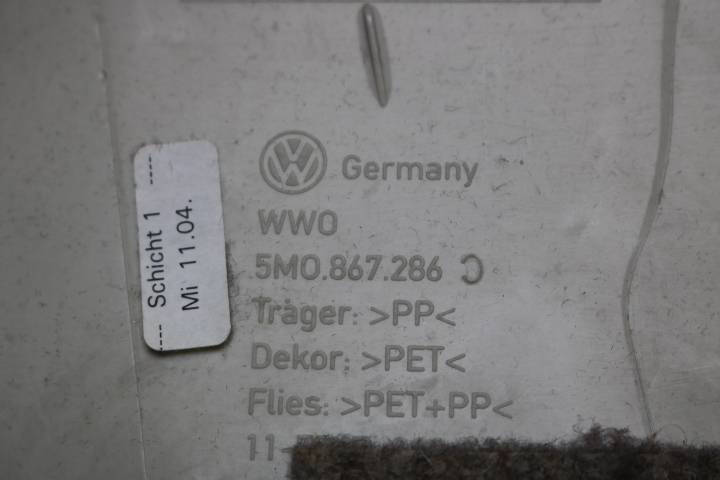 Germany
WWO
5M0.867.286 C
Träger: >PP<
Dekor: >PET<
Flies: >PET+PP<
11-
---- Schicht 1 ----
Mi 11.04.